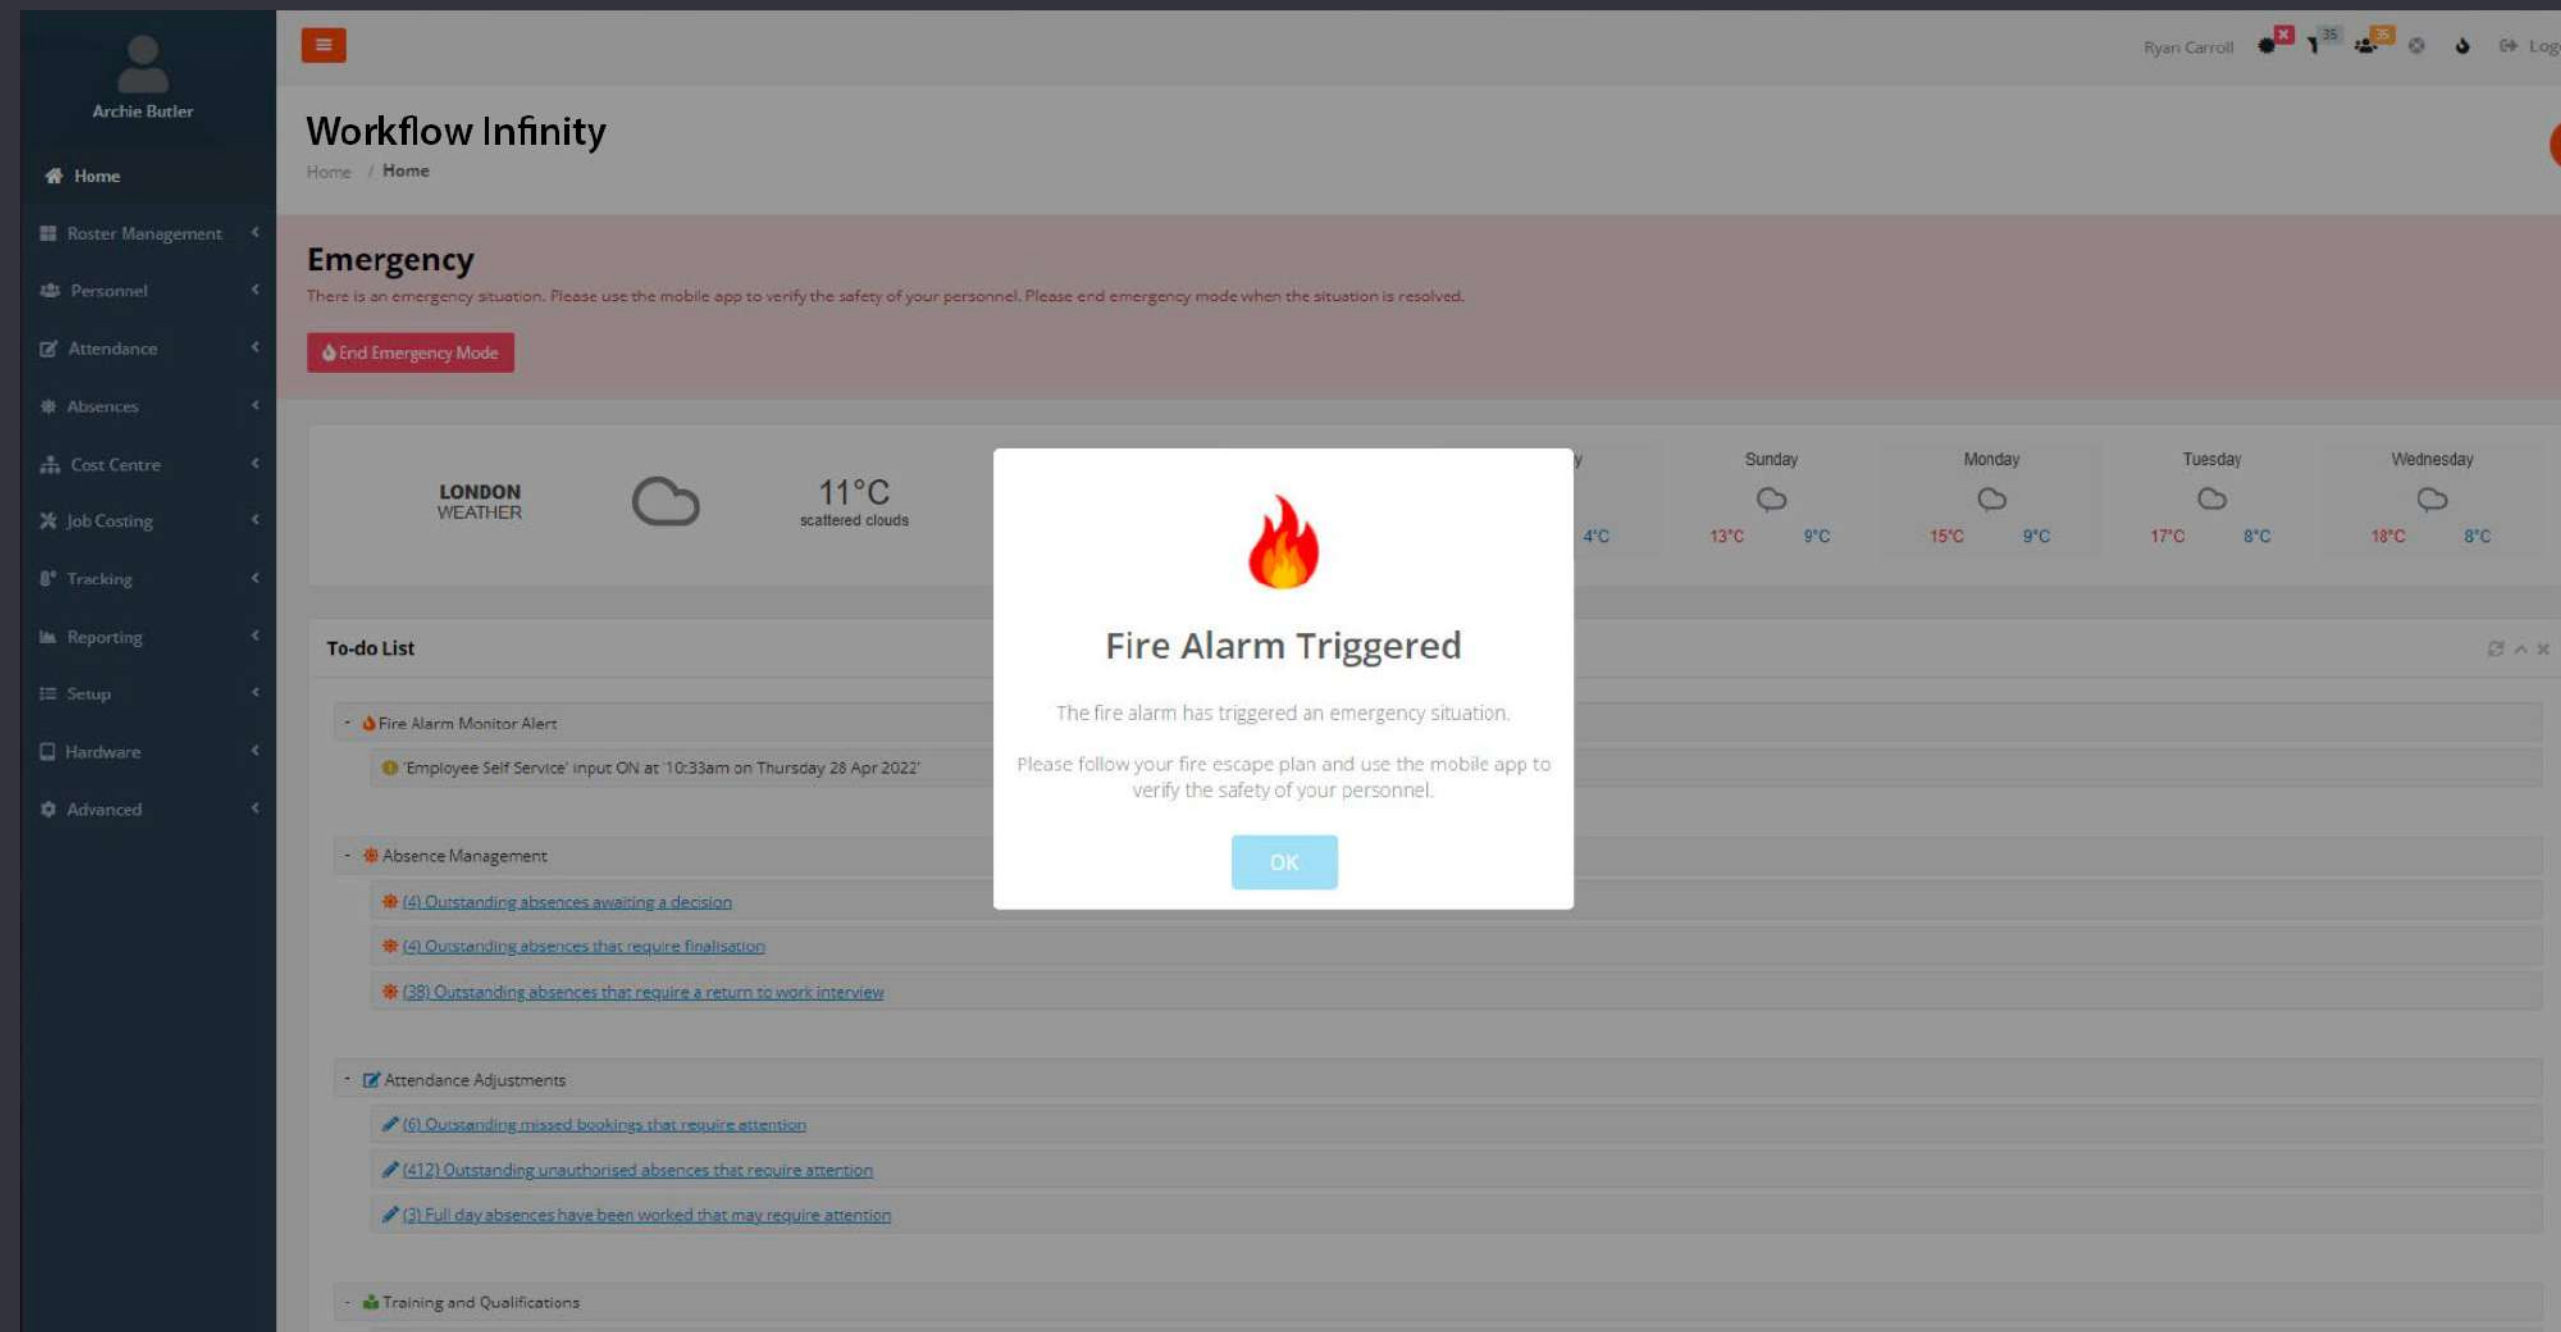 Archie Butler
Home
Roster Management
Personnel
Attendance
Absences
Cost Centre
Job Costing
Tracking
Reporting
Setup
Hardware
Advanced
Ryan Carroll
35
35
Workflow Infinity
Home / Home
Emergency
There is an emergency situation. Please use the mobile app to verify the safety of your personnel. Please end emergency mode when the situation is resolved.
End Emergency Mode
LONDON
WEATHER
11°C
scattered clouds
4°C
Sunday
13°C 9°C
Monday
15°C 9°C
Tuesday
17°C 8°C
Wednesday
18°C 8°C
Fire Alarm Triggered
The fire alarm has triggered an emergency situation.
Please follow your fire escape plan and use the mobile app to
verify the safety of your personnel.
OK
To-do List
- Fire Alarm Monitor Alert
'Employee Self Service' input ON at '10:33am on Thursday 28 Apr 2022'
- Absence Management
(4) Outstanding absences awaiting a decision
(4) Outstanding absences that require finalisation
(38) Outstanding absences that require a return to work interview
- Attendance Adjustments
(6) Outstanding missed bookings that require attention
(412) Outstanding unauthorised absences that require attention
(3) Full day absences have been worked that may require attention
- Training and Qualifications